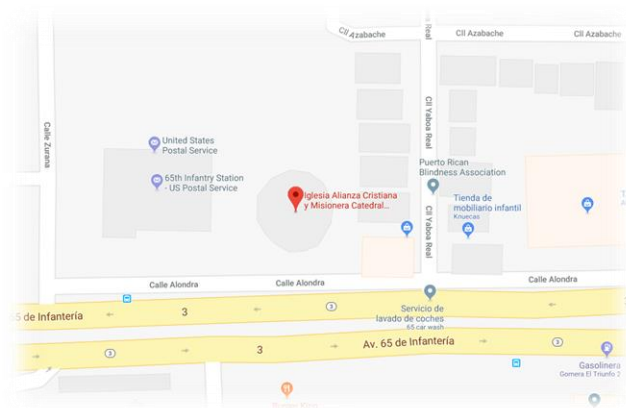 Cll Azabache
Cll Azabache
Cll Azabache
Real
Cll Yaboa Real
Calle Zurana
United States
Postal Service
65th Infantry Station
- US Postal Service
Puerto Rican
Blindness Association
Iglesia Alianza Cristiana
y Misionera Catedral...
Tienda de
mobiliario infantil
Knuecas
Cll Yaboa Real
Calle Alondra
Calle Alondra
Calle Alondra
Servicio de
lavado de coches
65 car wash
5 de Infantería
3
3
3
3
3
Av. 65 de Infantería
Gasolinera
Gomera El Triunfo 2